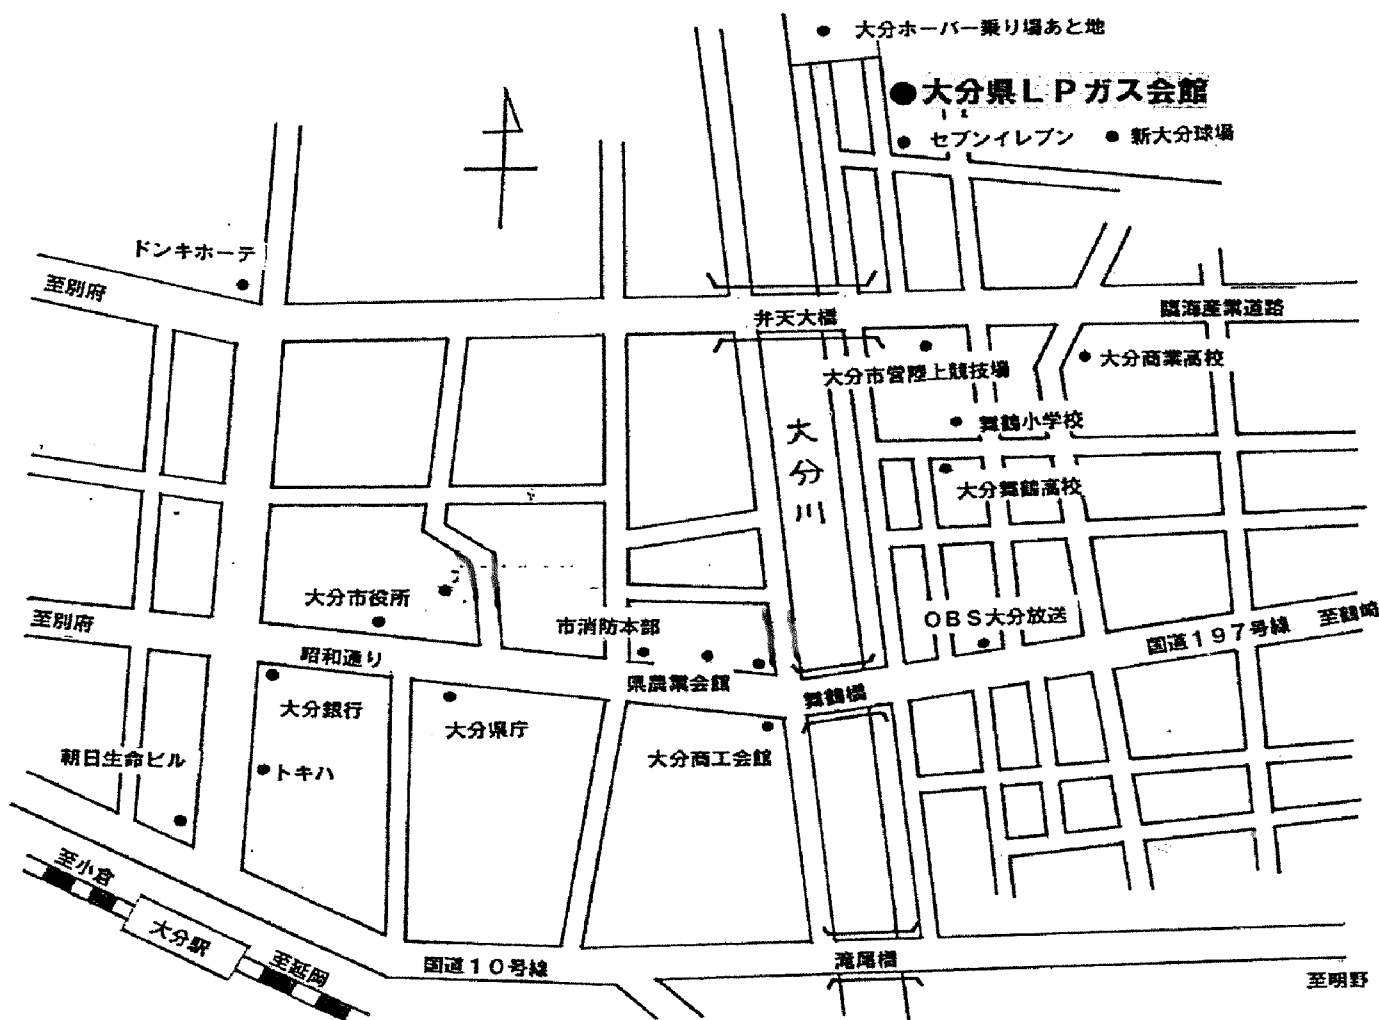 大分ホーバー乗り場あと地
大分県ＬＰガス会館
セブンイレブン
新大分球場
ドンキホーテ
至別府
弁天大橋
臨海産業道路
大分市営陸上競技場
大分商業高校
舞鶴小学校
大分川
大分舞鶴高校
大分市役所
至別府
市消防本部
OBS大分放送
国道197号線
至鶴崎
昭和通り
県農業会館
舞鶴橋
大分銀行
大分県庁
大分商工会館
朝日生命ビル
トキハ
至小倉
大分駅
至延岡
国道10号線
滝尾橋
至明野